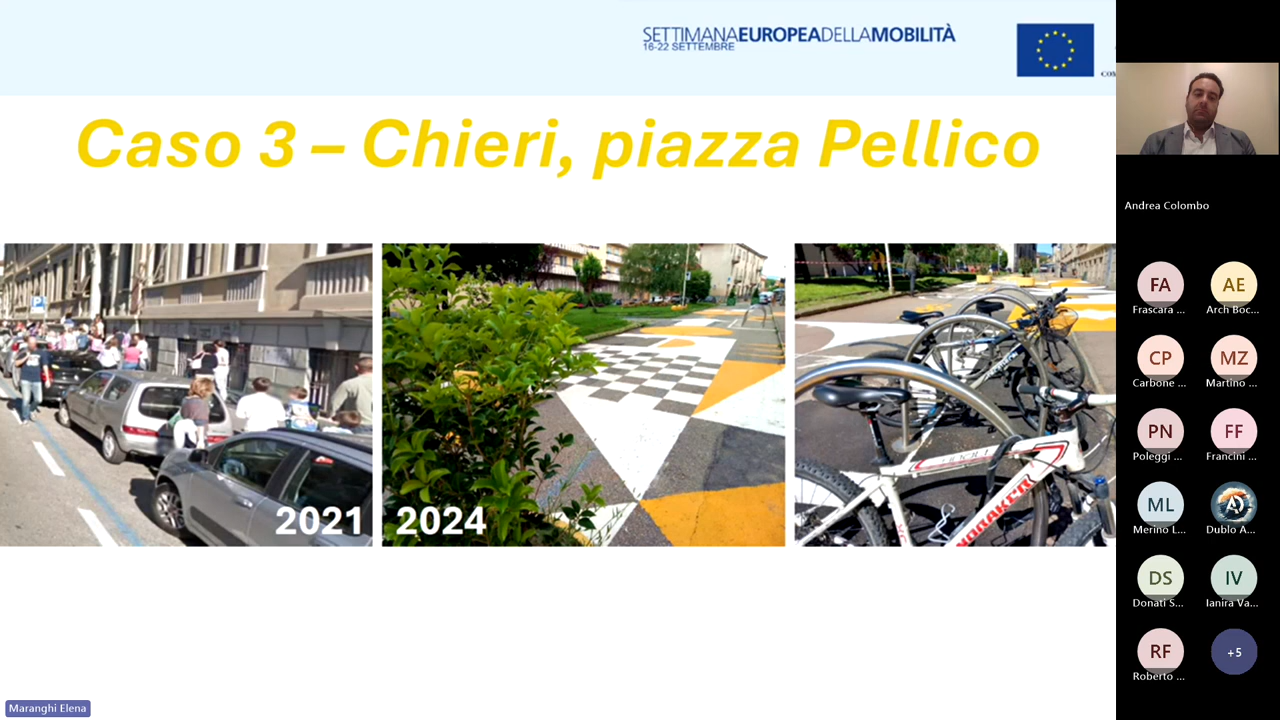 SETTIMANAEUROPEADELLAMOBILITÀ
16-22 SETTEMBRE
Caso 3 – Chieri, piazza Pellico
2021
2024
P
Andrea Colombo
FA
AE
Frascara ...
Arch Boc...
CP
MZ
Carbone ...
Martino ...
PN
FF
Poleggi ...
Francini ...
ML
Merino L...
Dublo A...
DS
IV
Donati S...
Ianira Va...
RF
+5
Roberto ...
Maranghi Elena